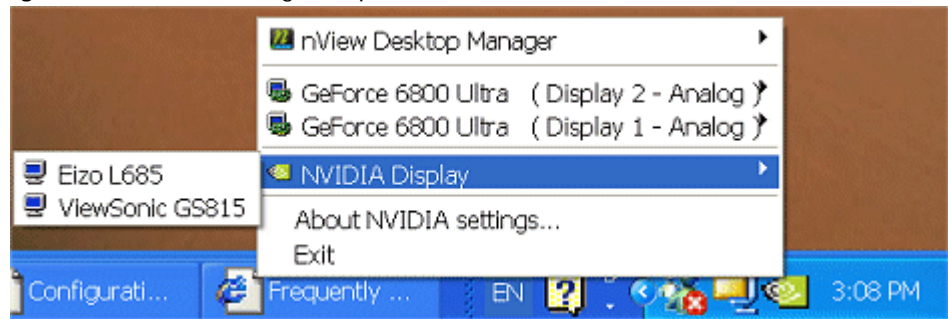 nView Desktop Manager
GeForce 6800 Ultra ( Display 2 - Analog )
GeForce 6800 Ultra ( Display 1 - Analog )
NVIDIA Display
Eizo L685
ViewSonic GS815
About NVIDIA settings...
Exit
Configurati...
Frequently ...
EN
3:08 PM